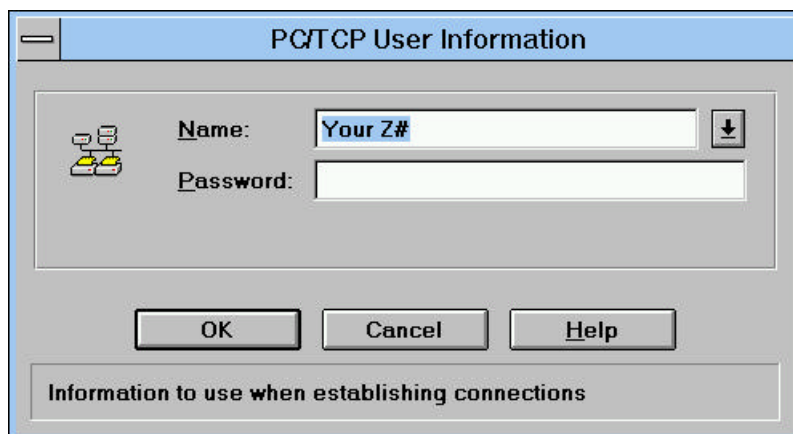 PC/TCP User Information
Name: Your Z#
Password:
OK Cancel Help
Information to use when establishing connections